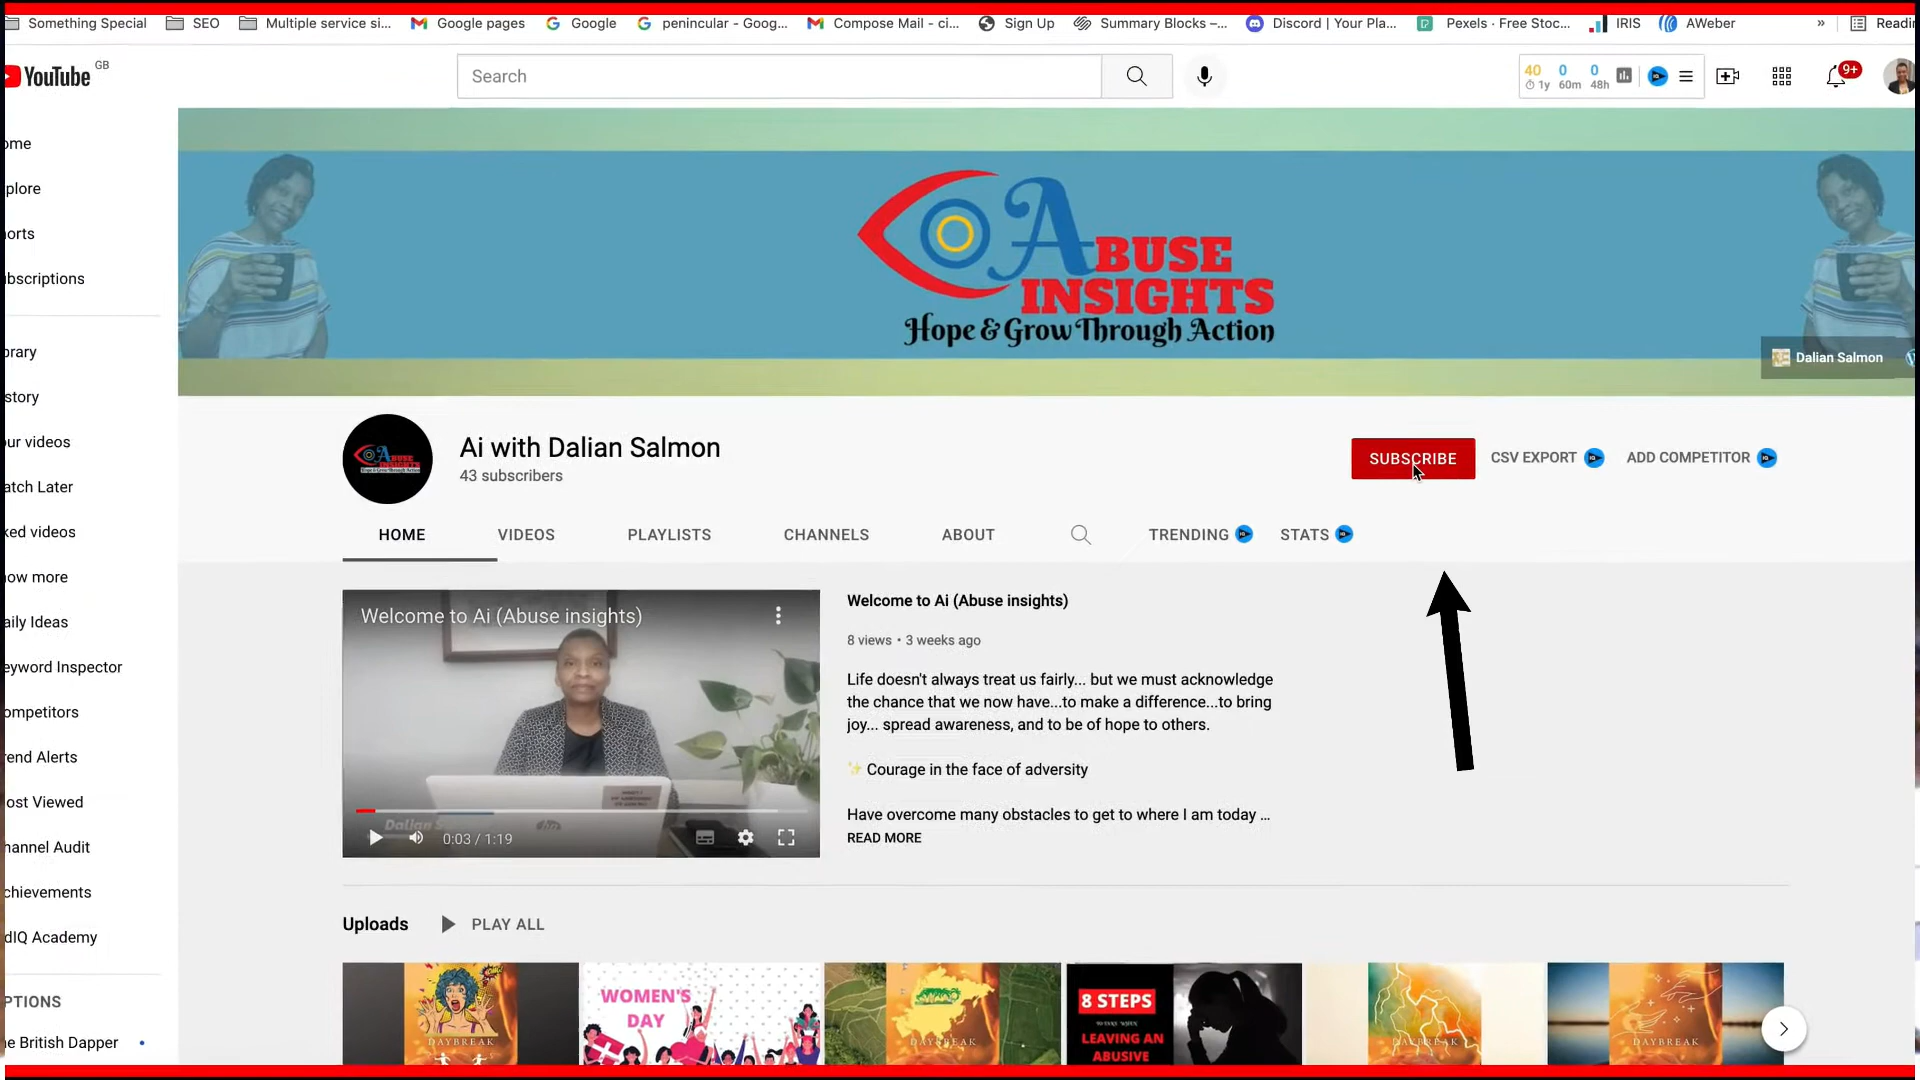 Something Special
SEO
Multiple service si...
Google pages
Google
penincular - Goog...
Compose Mail - ci...
Sign Up
Summary Blocks –...
Discord | Your Pla...
Pexels · Free Stoc...
IRIS
AWeber
»
Readin
YouTube GB
Search
40 0 0
1y 60m 48h
9+
ome
plore
orts
bscriptions
brary
story
ur videos
atch Later
ked videos
ow more
aily Ideas
eyword Inspector
ompetitors
rend Alerts
ost Viewed
hannel Audit
chievements
dIQ Academy
PTIONS
e British Dapper
ABUSE
INSIGHTS
Hope & Grow Through Action
Dalian Salmon
ABUSE
INSIGHTS
Ai with Dalian Salmon
43 subscribers
SUBSCRIBE
CSV EXPORT
ADD COMPETITOR
HOME
VIDEOS
PLAYLISTS
CHANNELS
ABOUT
TRENDING
STATS
Welcome to Ai (Abuse insights)
0:03 / 1:19
Welcome to Ai (Abuse insights)
8 views • 3 weeks ago
Life doesn't always treat us fairly... but we must acknowledge
the chance that we now have...to make a difference...to bring
joy... spread awareness, and to be of hope to others.
✨ Courage in the face of adversity
Have overcome many obstacles to get to where I am today ...
READ MORE
Uploads
PLAY ALL
DAYBREAK
WOMEN'S
DAY
DAYBREAK
8 STEPS
TO TAKE WHEN
LEAVING AN
ABUSIVE
DAYBREAK
DAYBREAK